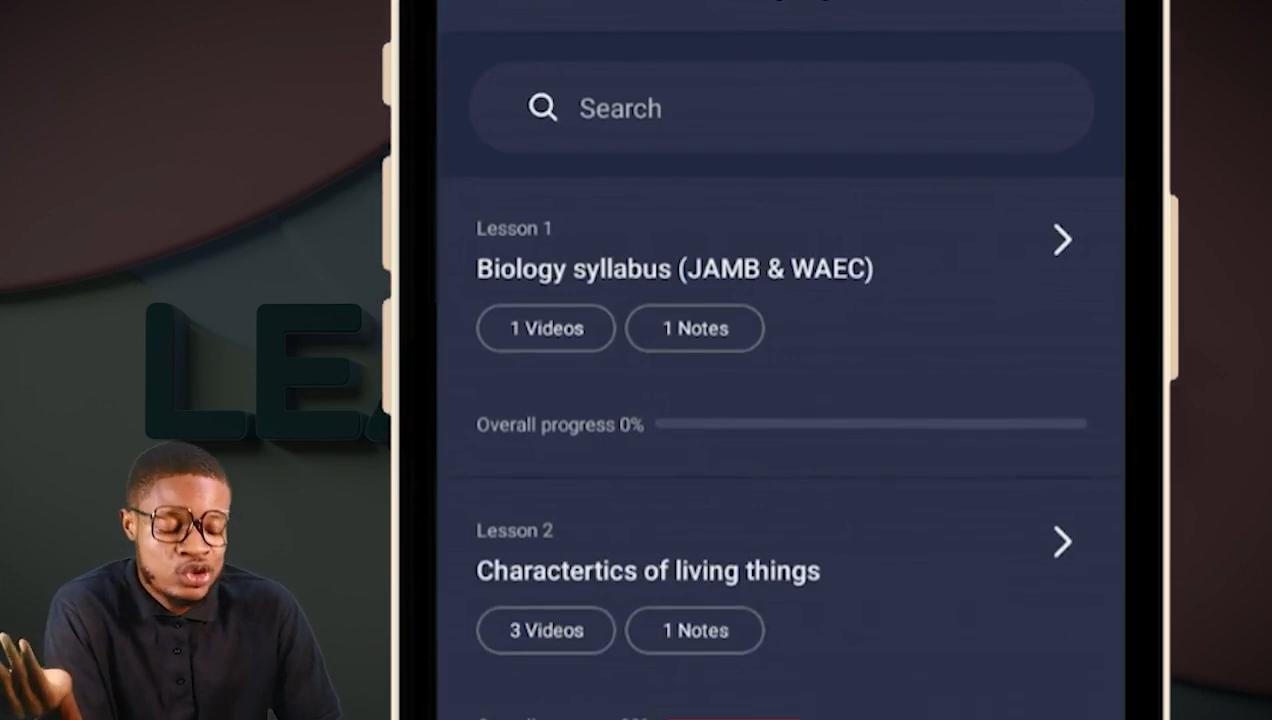 Search
Lesson 1
Biology syllabus (JAMB & WAEC)
1 Videos
1 Notes
Overall progress 0%
Lesson 2
Charactertics of living things
3 Videos
1 Notes